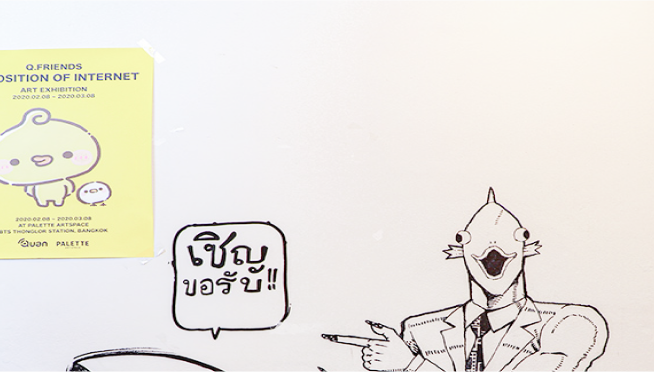 Q.FRIENDS
OSITION OF INTERNET
ART EXHIBITION
2020.02.08 - 2020.03.08
2020.02.08 - 2020.03.08
AT PALETTE ARTSPACE
BTS THONGLOR STATION, BANGKOK
PALETTE
เชิญ
ขอรับ!!